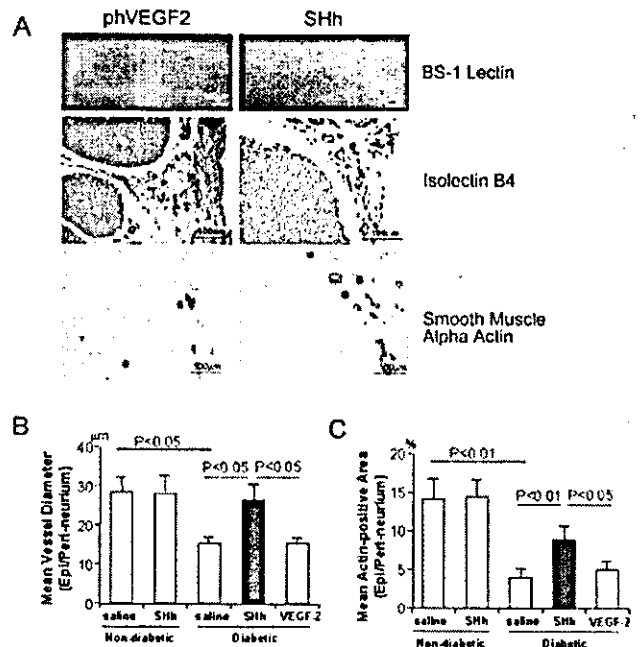 A
phVEGF2 SHh
BS-1 Lectin
Isolectin B4
100μm
Smooth Muscle
Alpha Actin
100μm
100μm
B
μm
40
30
20
10
0
Mean Vessel Diameter
(Epi/Peri-neurium)
P<0.05
P<0.05 P<0.05
saline SHh saline SHh VEGF-2
Non-diabetic Diabetic
C
%
20
15
10
5
0
Mean Actin-positive Area
(Epi/Peri-neurium)
P<0.01
P<0.01 P<0.05
saline SHh saline SHh VEGF-2
Non-diabetic Diabetic